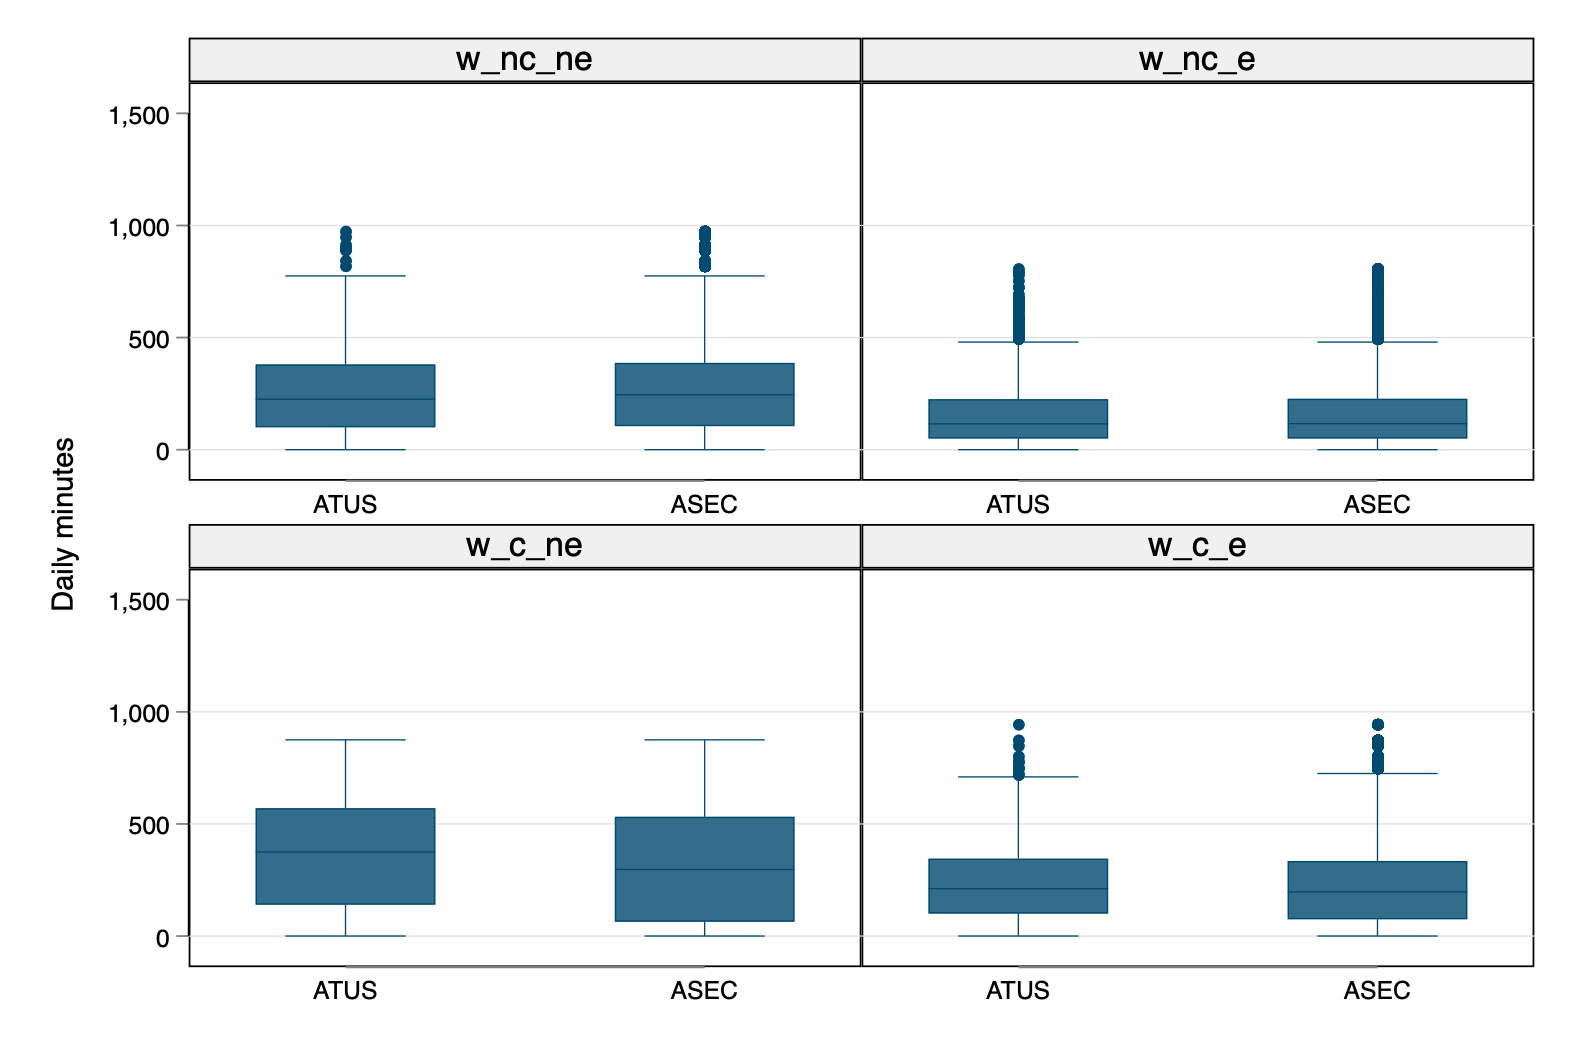 Daily minutes
w_nc_ne
w_nc_e
1,500
1,000
500
0
ATUS
ASEC
ATUS
ASEC
w_c_ne
w_c_e
1,500
1,000
500
0
ATUS
ASEC
ATUS
ASEC